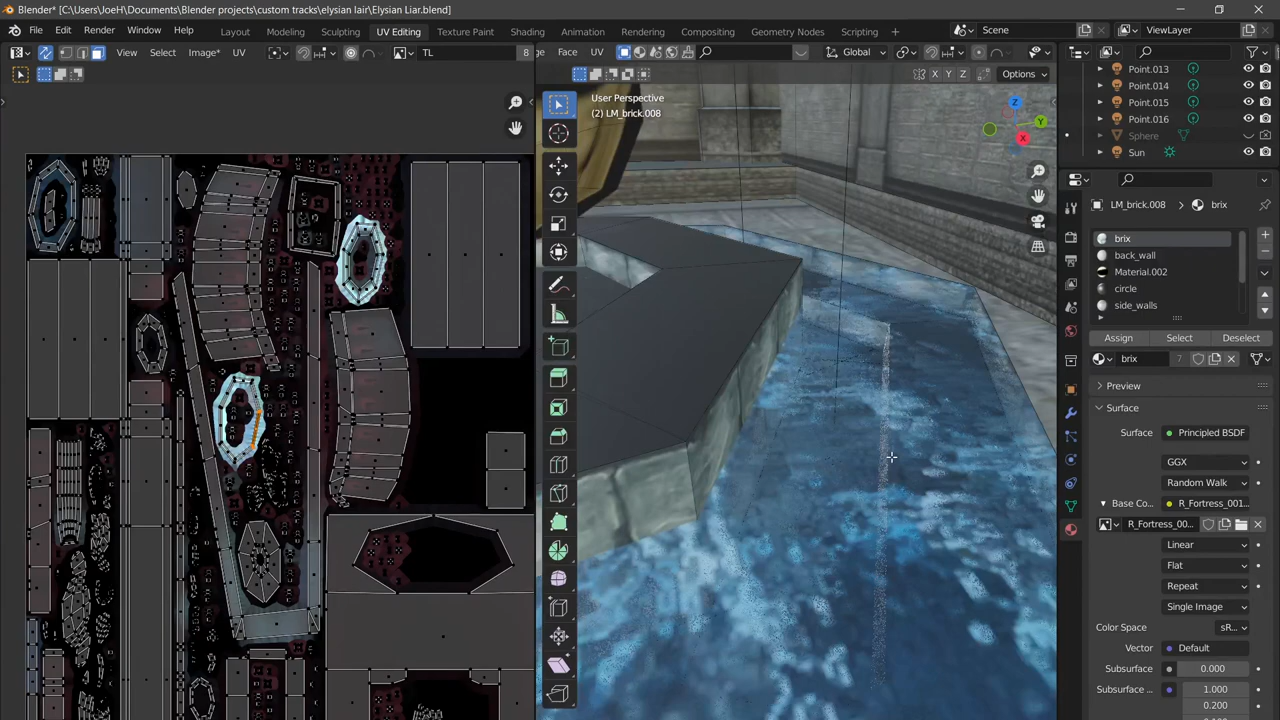 Blender* [C:\Users\JoeH\Documents\Blender projects\custom tracks\elysian lair\Elysian Liar.blend]
File Edit Render Window Help Layout Modeling Sculpting UV Editing Texture Paint Shading Animation Rendering Compositing Geometry Nodes Scripting Scene ViewLayer
View Select Image* UV TL 8 ge Face UV Global
X Y Z Options
User Perspective
(2) LM_brick.008
Z
Y
X
Point.013
Point.014
Point.015
Point.016
Sphere
Sun
LM_brick.008 brix
brix
back_wall
Material.002
circle
side_walls
Assign Select Deselect
brix 7
Preview
Surface
Surface Principled BSDF
GGX
Random Walk
Base Co... R_Fortress_001...
R_Fortress_00...
Linear
Flat
Repeat
Single Image
Color Space sR...
Vector Default
Subsurface 0.000
Subsurface ... 1.000
0.200